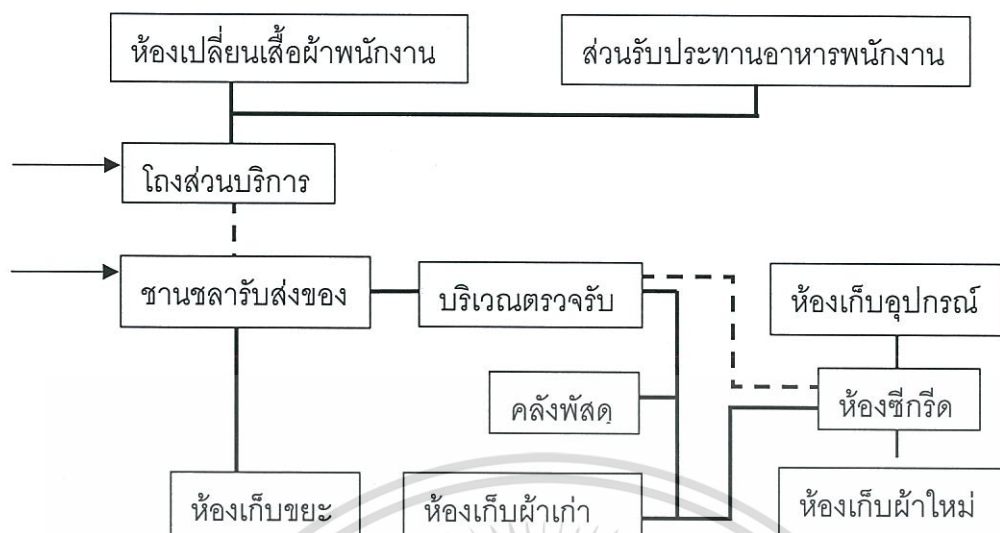 ห้องเปลี่ยนเสื้อผ้าพนักงาน
ส่วนรับประทานอาหารพนักงาน
โถงส่วนบริการ
ชานชลารับส่งของ
บริเวณตรวจรับ
ห้องเก็บอุปกรณ์
คลังพัสดุ
ห้องซักรีด
ห้องเก็บขยะ
ห้องเก็บผ้าเก่า
ห้องเก็บผ้าใหม่